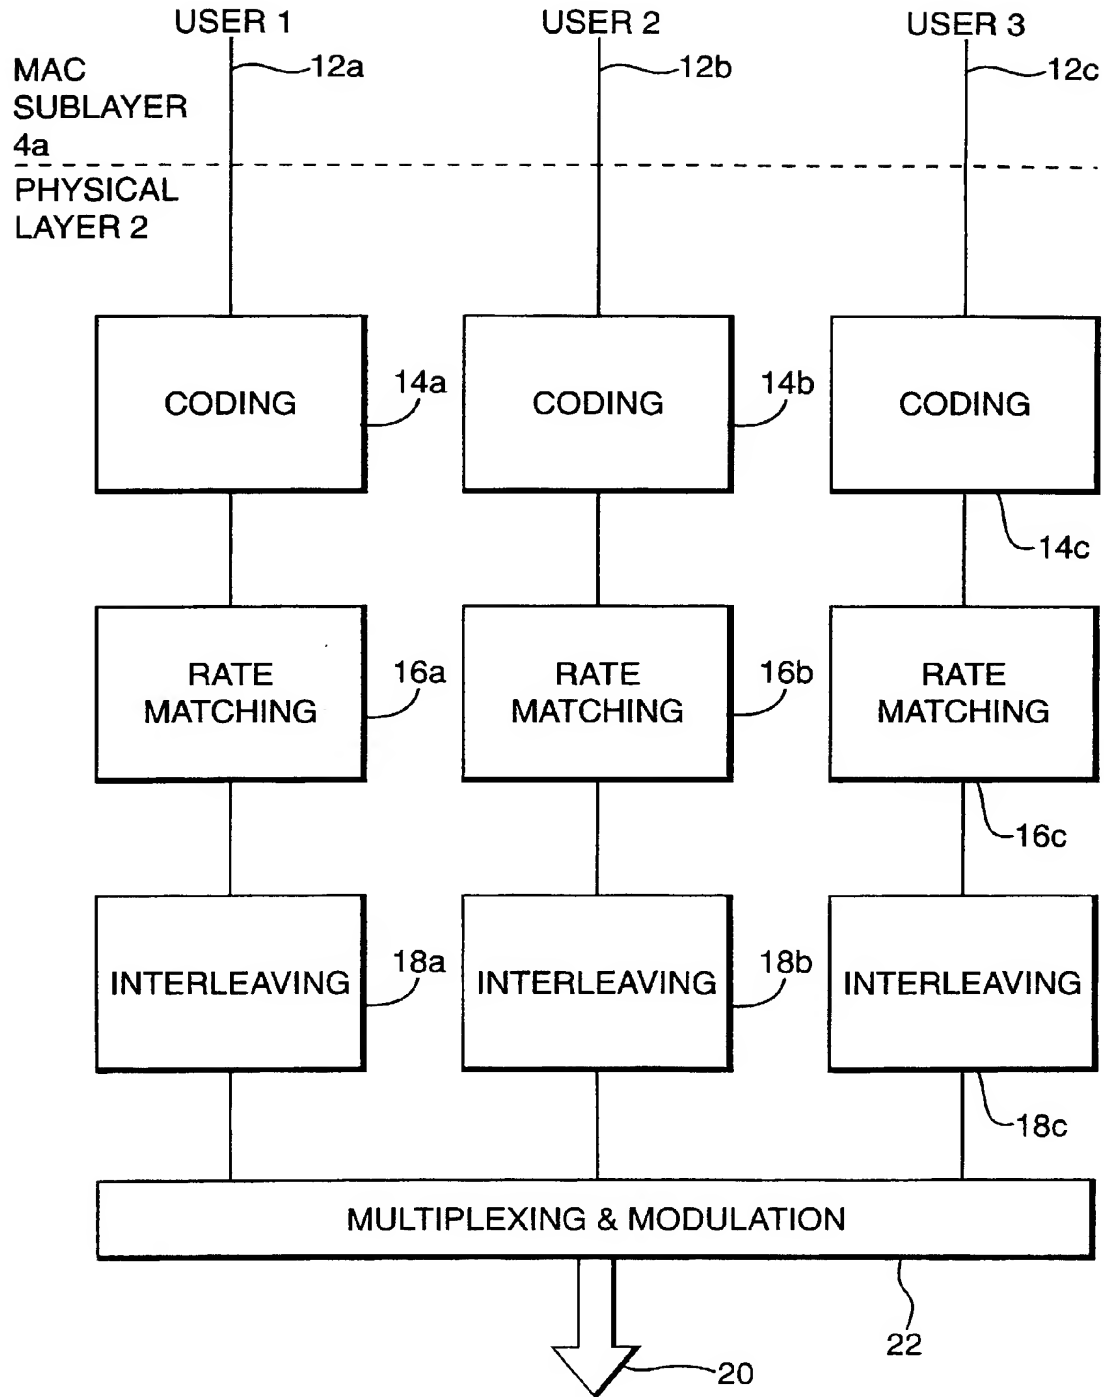 USER 1
USER 2
USER 3
12a
12b
12c
MAC
SUBLAYER
4a
PHYSICAL
LAYER 2
CODING
14a
CODING
14b
CODING
14c
RATE
MATCHING
16a
RATE
MATCHING
16b
RATE
MATCHING
16c
INTERLEAVING
18a
INTERLEAVING
18b
INTERLEAVING
18c
MULTIPLEXING & MODULATION
22
20